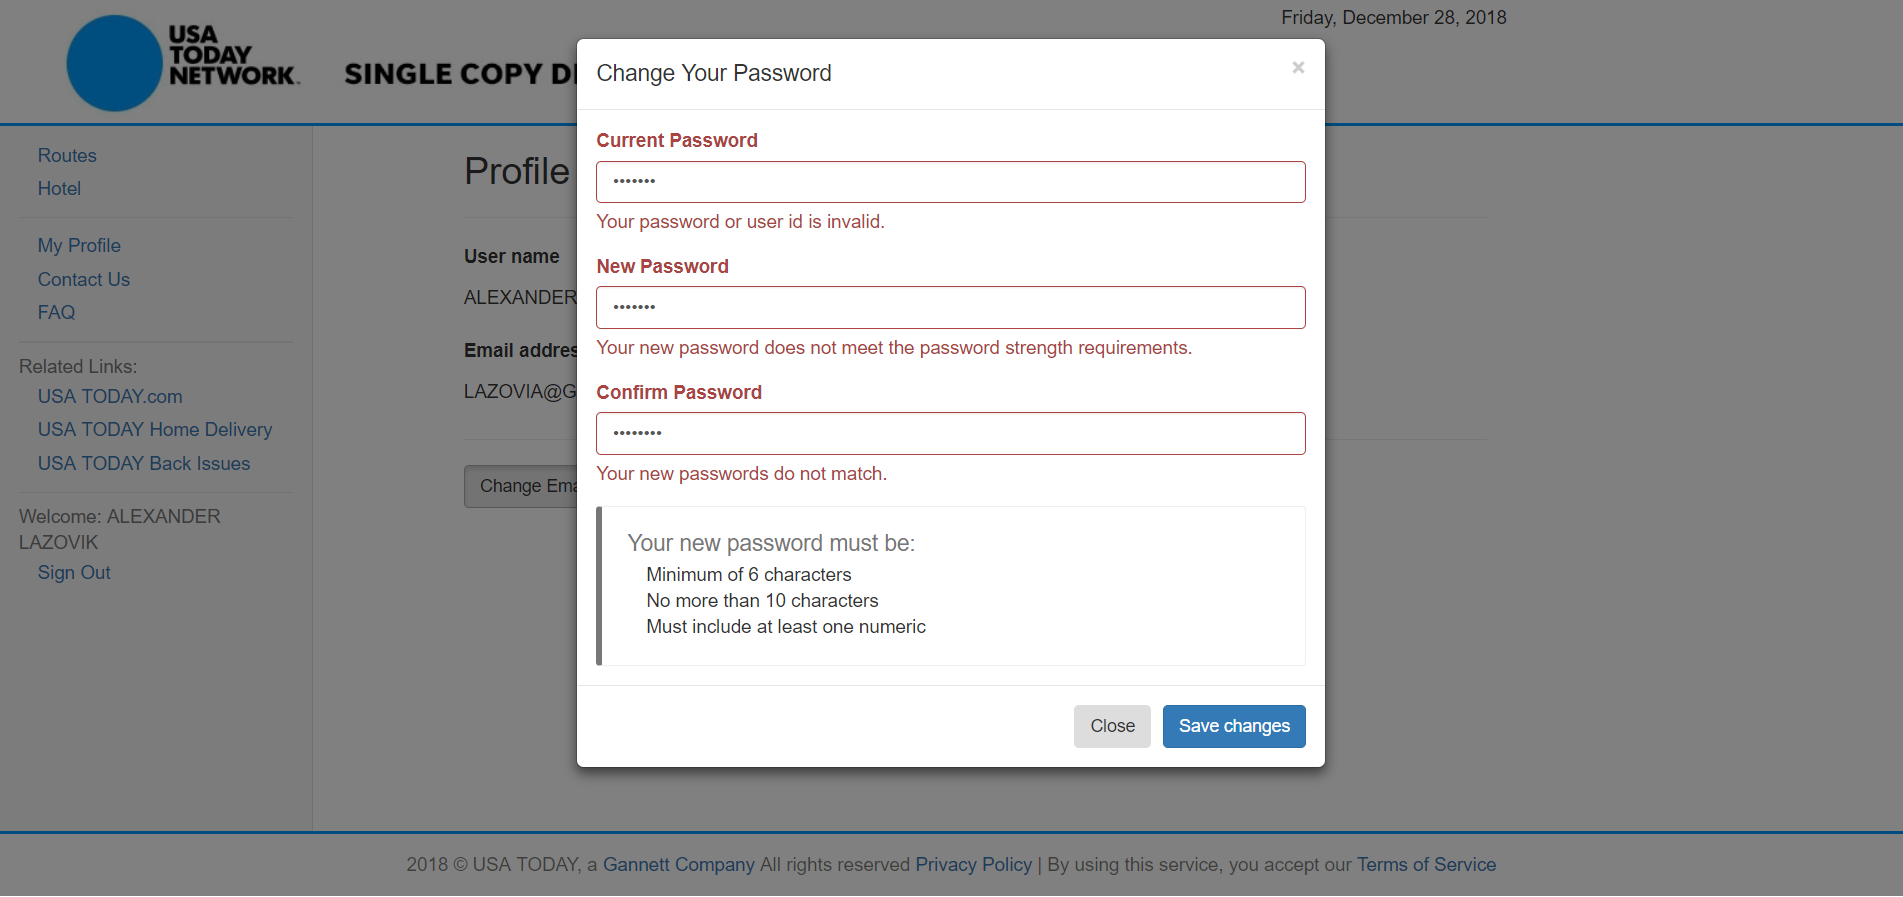 Friday, December 28, 2018
USA
TODAY
NETWORK
SINGLE COPY
Change Your Password
×
Routes
Hotel
My Profile
Contact Us
FAQ
Related Links:
USA TODAY.com
USA TODAY Home Delivery
USA TODAY Back Issues
Welcome: ALEXANDER
LAZOVIK
Sign Out
Profile
User name
ALEXANDER
Email addres
LAZOVIA@G
Change Ema
Current Password
•••••••
Your password or user id is invalid.
New Password
•••••••
Your new password does not meet the password strength requirements.
Confirm Password
••••••••
Your new passwords do not match.
Your new password must be:
Minimum of 6 characters
No more than 10 characters
Must include at least one numeric
Close
Save changes
2018 © USA TODAY, a Gannett Company All rights reserved Privacy Policy | By using this service, you accept our Terms of Service